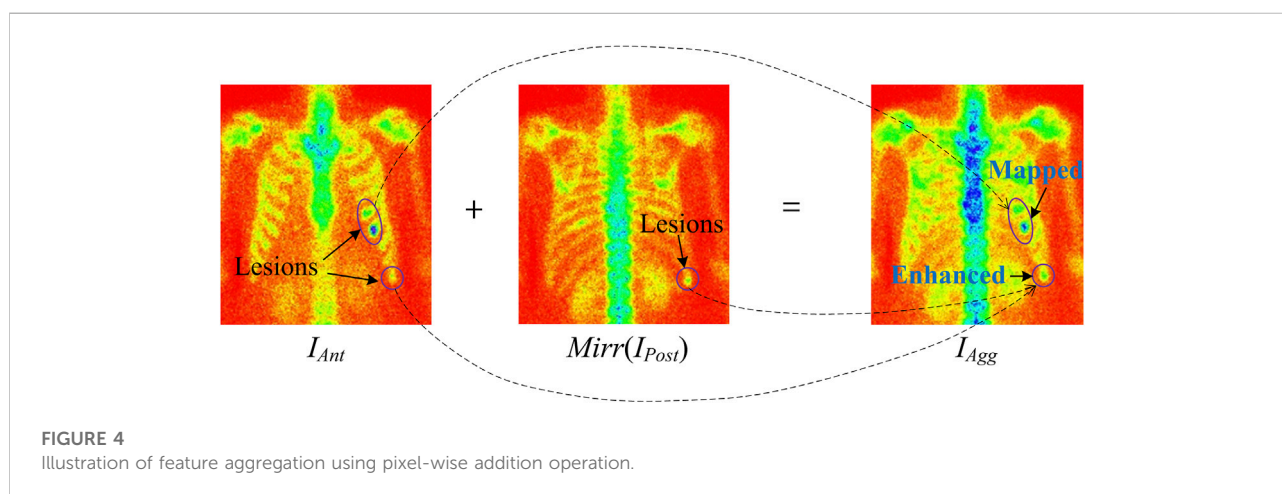 Lesions
+
Lesions
=
Mapped
Enhanced
I_Ant
Mirr(I_Post)
I_Agg
FIGURE 4
Illustration of feature aggregation using pixel-wise addition operation.